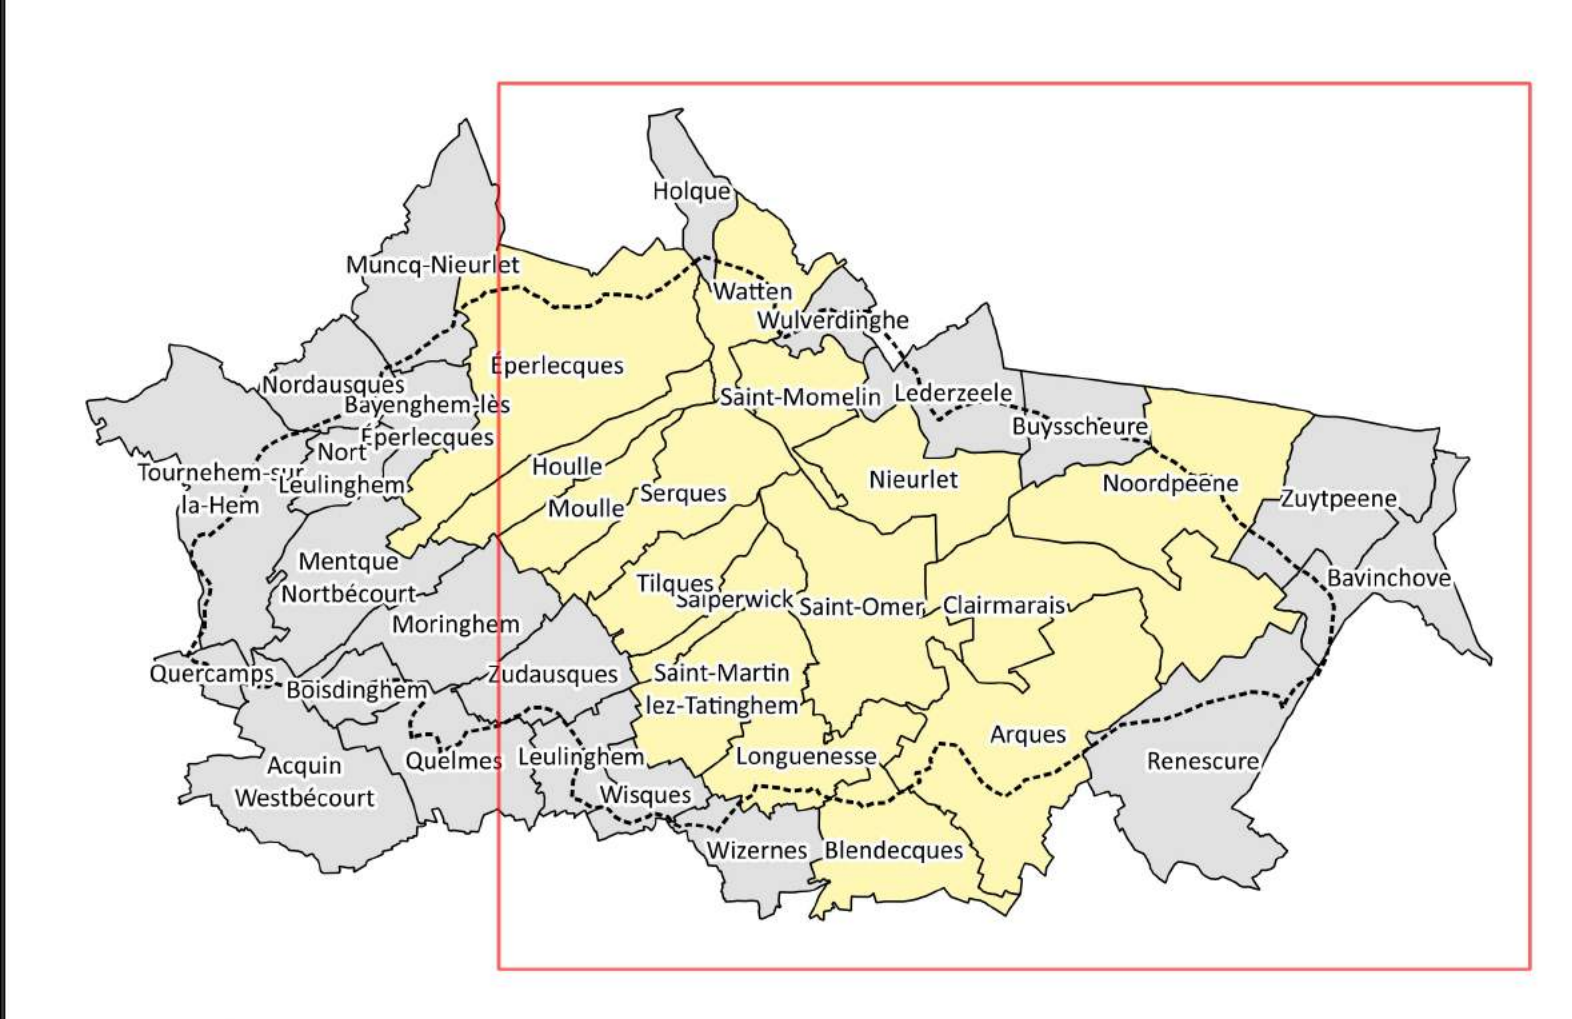 Holque
Muncq-Nieurlet
Watten
Wulverdinghe
Éperlecques
Nordausques
Saint-Momelin
Lederzeele
Bayenghem-lès
Éperlecques
Buysscheure
Nort
Leulinghem
Houlle
Tournehem-sur
la-Hem
Nieurlet
Noordpeene
Serques
Zuytpeene
Moulle
Mentque
Nortbécourt
Tilques
Bavinchove
Salperwick
Saint-Omer
Clairmarais
Moringhem
Quercamps
Zudausques
Saint-Martin
lez-Tatinghem
Boisdinghem
Arques
Quelmes
Leulinghem
Longuenesse
Renescure
Acquin
Westbécourt
Wisques
Wizernes
Blendecques